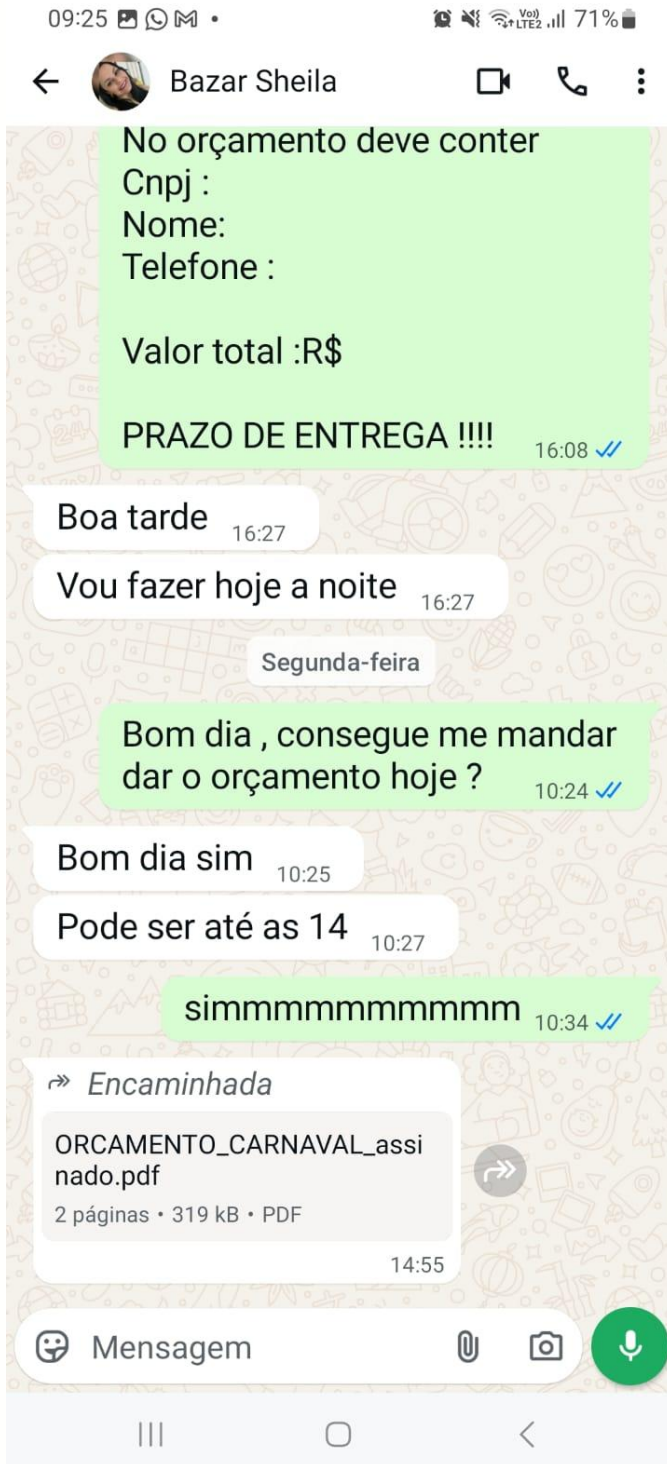 09:25
Voi) LTE2 71%
Bazar Sheila
No orçamento deve conter
Cnpj :
Nome:
Telefone :
Valor total :R$
PRAZO DE ENTREGA !!!! 16:08
Boa tarde 16:27
Vou fazer hoje a noite 16:27
Segunda-feira
Bom dia , consegue me mandar
dar o orçamento hoje ? 10:24
Bom dia sim 10:25
Pode ser até as 14 10:27
simmmmmmmmmmm 10:34
Encaminhada
ORCAMENTO_CARNAVAL_assi
nado.pdf
2 páginas • 319 kB • PDF
14:55
Mensagem